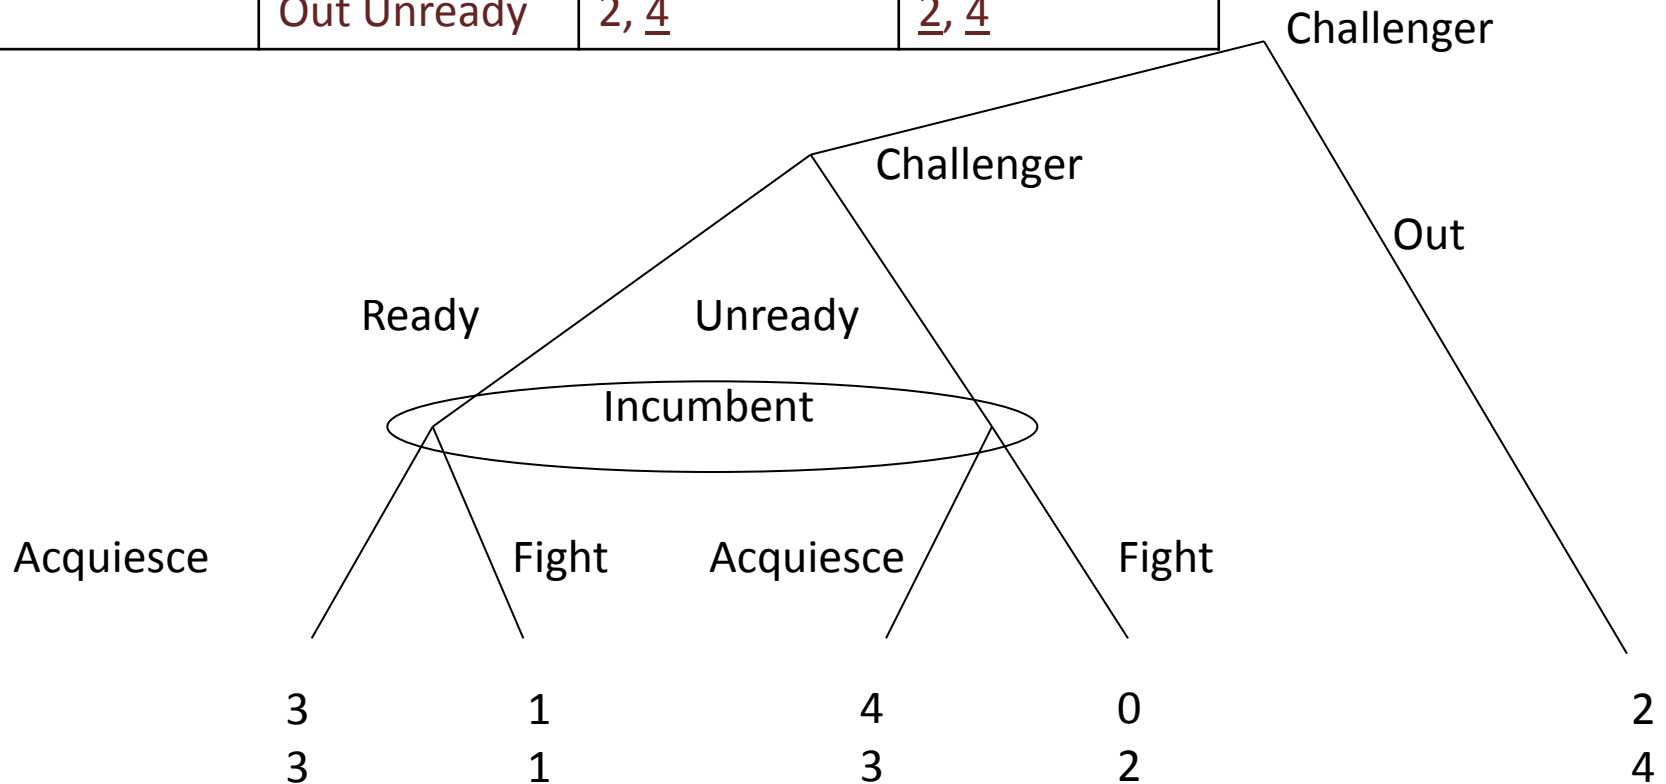 Out Unready 2, 4 2, 4
Challenger
Challenger
Out
Ready Unready
Incumbent
Acquiesce Fight Acquiesce Fight
3 1 4 0 2
3 1 3 2 4